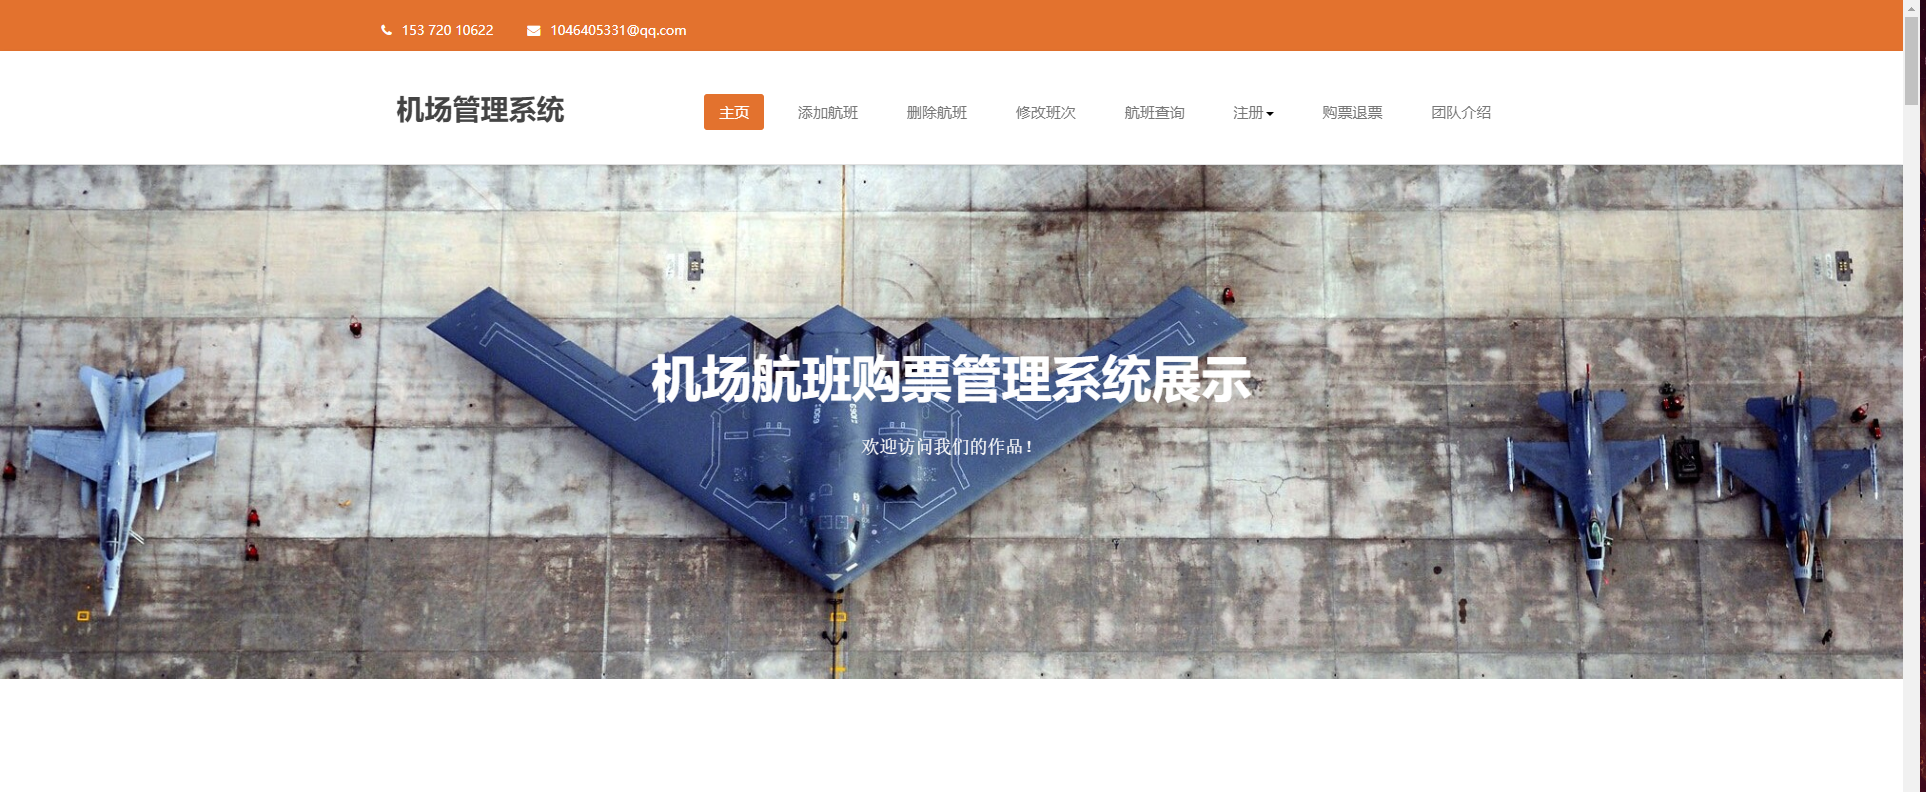 153 720 10622 1046405331@qq.com
机场管理系统 主页 添加航班 删除航班 修改班次 航班查询 注册 购票退票 团队介绍
机场航班购票管理系统展示
欢迎访问我们的作品！